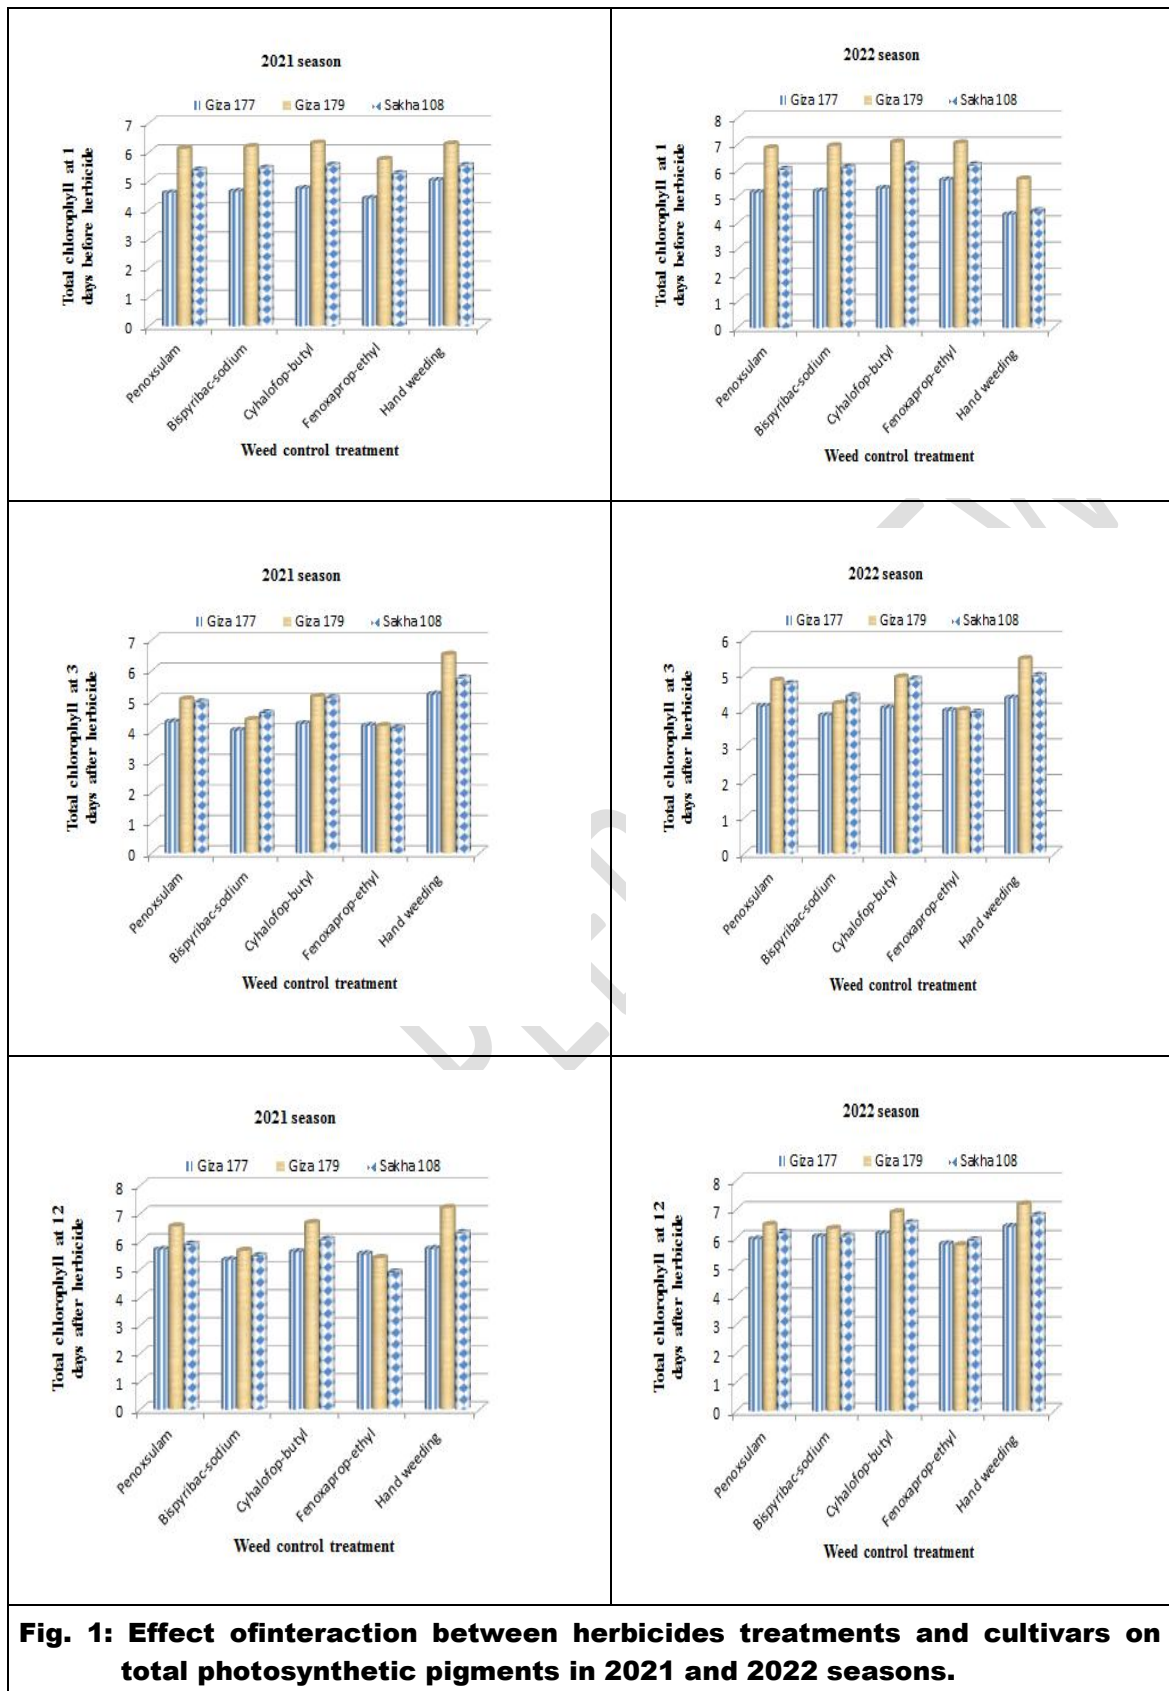 2021 season
Giza 177 Giza 179 Sakha 108
Total chlorophyll at 1
days before herbicide
7
6
5
4
3
2
1
0
Penoxsulam
Bispyribac-sodium
Cyhalofop-butyl
Fenoxaprop-ethyl
Hand weeding
Weed control treatment
2022 season
Giza 177 Giza 179 Sakha 108
Total chlorophyll at 1
days before herbicide
8
7
6
5
4
3
2
1
0
Penoxsulam
Bispyribac-sodium
Cyhalofop-butyl
Fenoxaprop-ethyl
Hand weeding
Weed control treatment
2021 season
Giza 177 Giza 179 Sakha 108
Total chlorophyll at 3
days after herbicide
7
6
5
4
3
2
1
0
Penoxsulam
Bispyribac-sodium
Cyhalofop-butyl
Fenoxaprop-ethyl
Hand weeding
Weed control treatment
2022 season
Giza 177 Giza 179 Sakha 108
Total chlorophyll at 3
days after herbicide
6
5
4
3
2
1
0
Penoxsulam
Bispyribac-sodium
Cyhalofop-butyl
Fenoxaprop-ethyl
Hand weeding
Weed control treatment
2021 season
Giza 177 Giza 179 Sakha 108
Total chlorophyll at 12
days after herbicide
8
7
6
5
4
3
2
1
0
Penoxsulam
Bispyribac-sodium
Cyhalofop-butyl
Fenoxaprop-ethyl
Hand weeding
Weed control treatment
2022 season
Giza 177 Giza 179 Sakha 108
Total chlorophyll at 12
days after herbicide
8
7
6
5
4
3
2
1
0
Penoxsulam
Bispyribac-sodium
Cyhalofop-butyl
Fenoxaprop-ethyl
Hand weeding
Weed control treatment
Fig. 1: Effect ofinteraction between herbicides treatments and cultivars on
total photosynthetic pigments in 2021 and 2022 seasons.